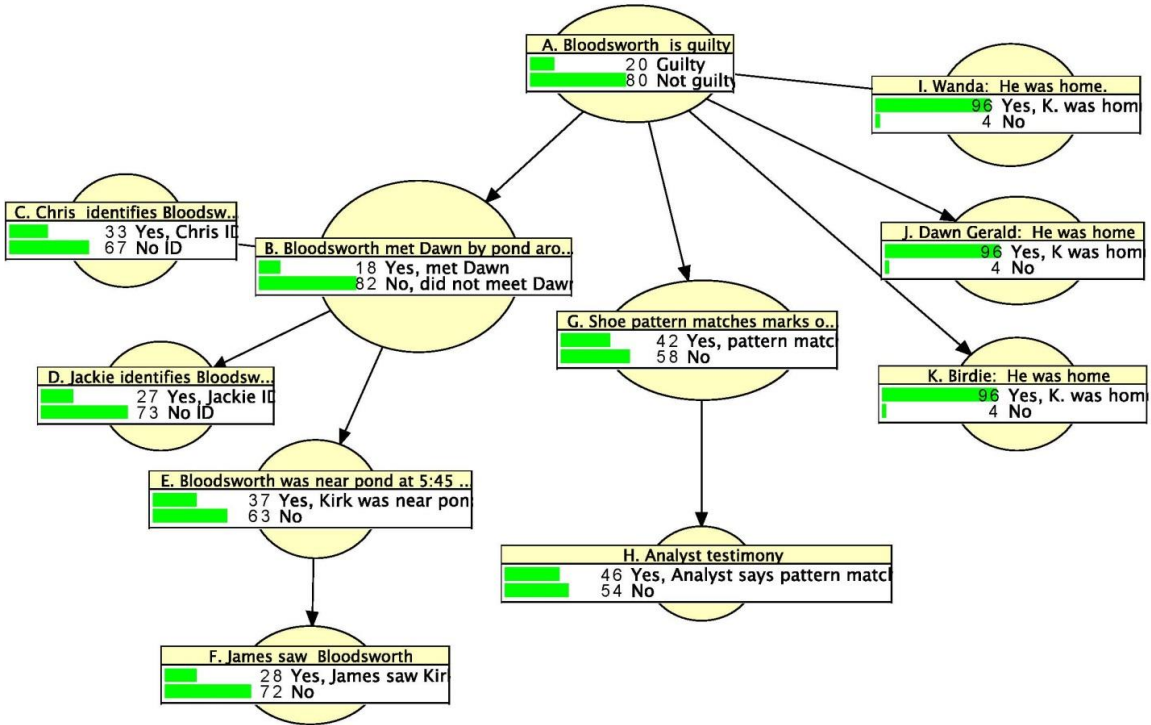 A. Bloodsworth is guilty
20 Guilty
80 Not guilty
I. Wanda: He was home.
96 Yes, K. was hom
4 No
C. Chris identifies Bloodsw...
33 Yes, Chris ID
67 No ID
B. Bloodsworth met Dawn by pond aro...
18 Yes, met Dawn
82 No, did not meet Dawn
J. Dawn Gerald: He was home
96 Yes, K was hom
4 No
G. Shoe pattern matches marks o...
42 Yes, pattern matc
58 No
D. Jackie identifies Bloodsw...
27 Yes, Jackie ID
73 No ID
K. Birdie: He was home
96 Yes, K. was hom
4 No
E. Bloodsworth was near pond at 5:45 ...
37 Yes, Kirk was near pon
63 No
H. Analyst testimony
46 Yes, Analyst says pattern matc
54 No
F. James saw Bloodsworth
28 Yes, James saw Kir
72 No